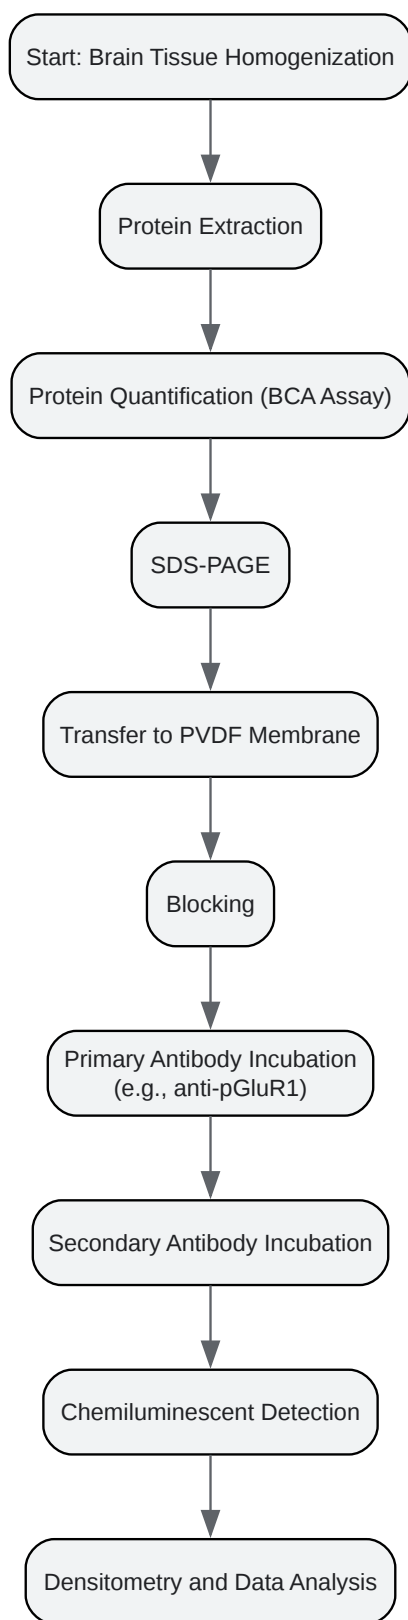 Start: Brain Tissue Homogenization
Protein Extraction
Protein Quantification (BCA Assay)
SDS-PAGE
Transfer to PVDF Membrane
Blocking
Primary Antibody Incubation
(e.g., anti-pGluR1)
Secondary Antibody Incubation
Chemiluminescent Detection
Densitometry and Data Analysis